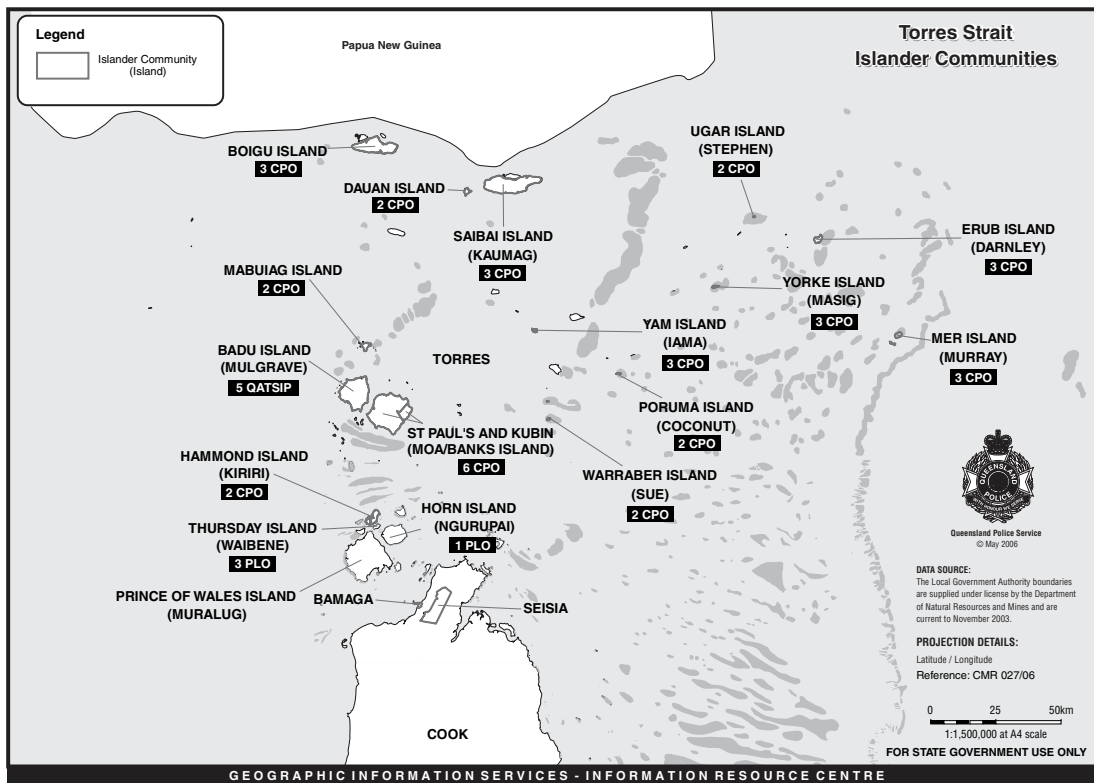 Legend
Islander Community
(Island)
Papua New Guinea
Torres Strait
Islander Communities
BOIGU ISLAND
3 CPO
DAUAN ISLAND
2 CPO
SAIBAI ISLAND
(KAUMAG)
3 CPO
UGAR ISLAND
(STEPHEN)
2 CPO
ERUB ISLAND
(DARNLEY)
3 CPO
MABUIAG ISLAND
2 CPO
YORKE ISLAND
(MASIG)
3 CPO
YAM ISLAND
(IAMA)
3 CPO
MER ISLAND
(MURRAY)
3 CPO
BADU ISLAND
(MULGRAVE)
5 QATSIP
TORRES
PORUMA ISLAND
(COCONUT)
2 CPO
ST PAUL'S AND KUBIN
(MOA/BANKS ISLAND)
6 CPO
WARRABER ISLAND
(SUE)
2 CPO
HAMMOND ISLAND
(KIRIRI)
2 CPO
HORN ISLAND
(NGURUPAI)
1 PLO
THURSDAY ISLAND
(WAIBENE)
3 PLO
PRINCE OF WALES ISLAND
(MURALUG)
BAMAGA
SEISIA
COOK
QUEENSLAND
POLICE
Queensland Police Service
© May 2006
DATA SOURCE:
The Local Government Authority boundaries
are supplied under license by the Department
of Natural Resources and Mines and are
current to November 2003.
PROJECTION DETAILS:
Latitude / Longitude
Reference: CMR 027/06
0 25 50km
1:1,500,000 at A4 scale
FOR STATE GOVERNMENT USE ONLY
GEOGRAPHIC INFORMATION SERVICES - INFORMATION RESOURCE CENTRE